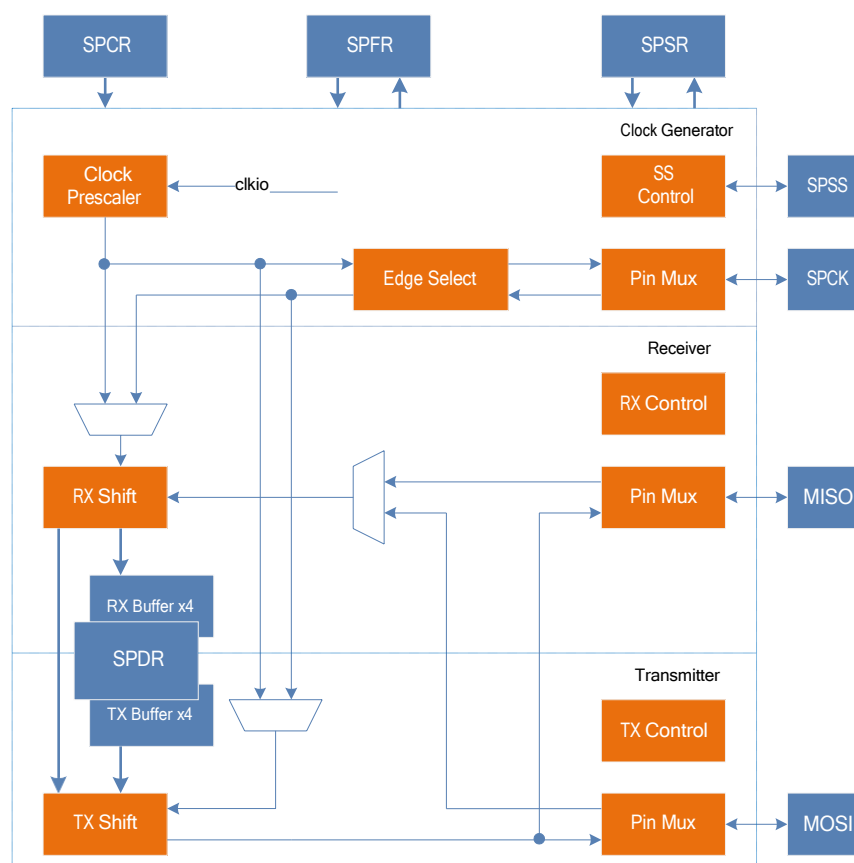 SPCR
SPFR
SPSR
Clock Generator
Clock
Prescaler
clkio
SS
Control
SPSS
Edge Select
Pin Mux
SPCK
Receiver
RX Control
RX Shift
Pin Mux
MISO
RX Buffer x4
SPDR
TX Buffer x4
Transmitter
TX Control
TX Shift
Pin Mux
MOSI